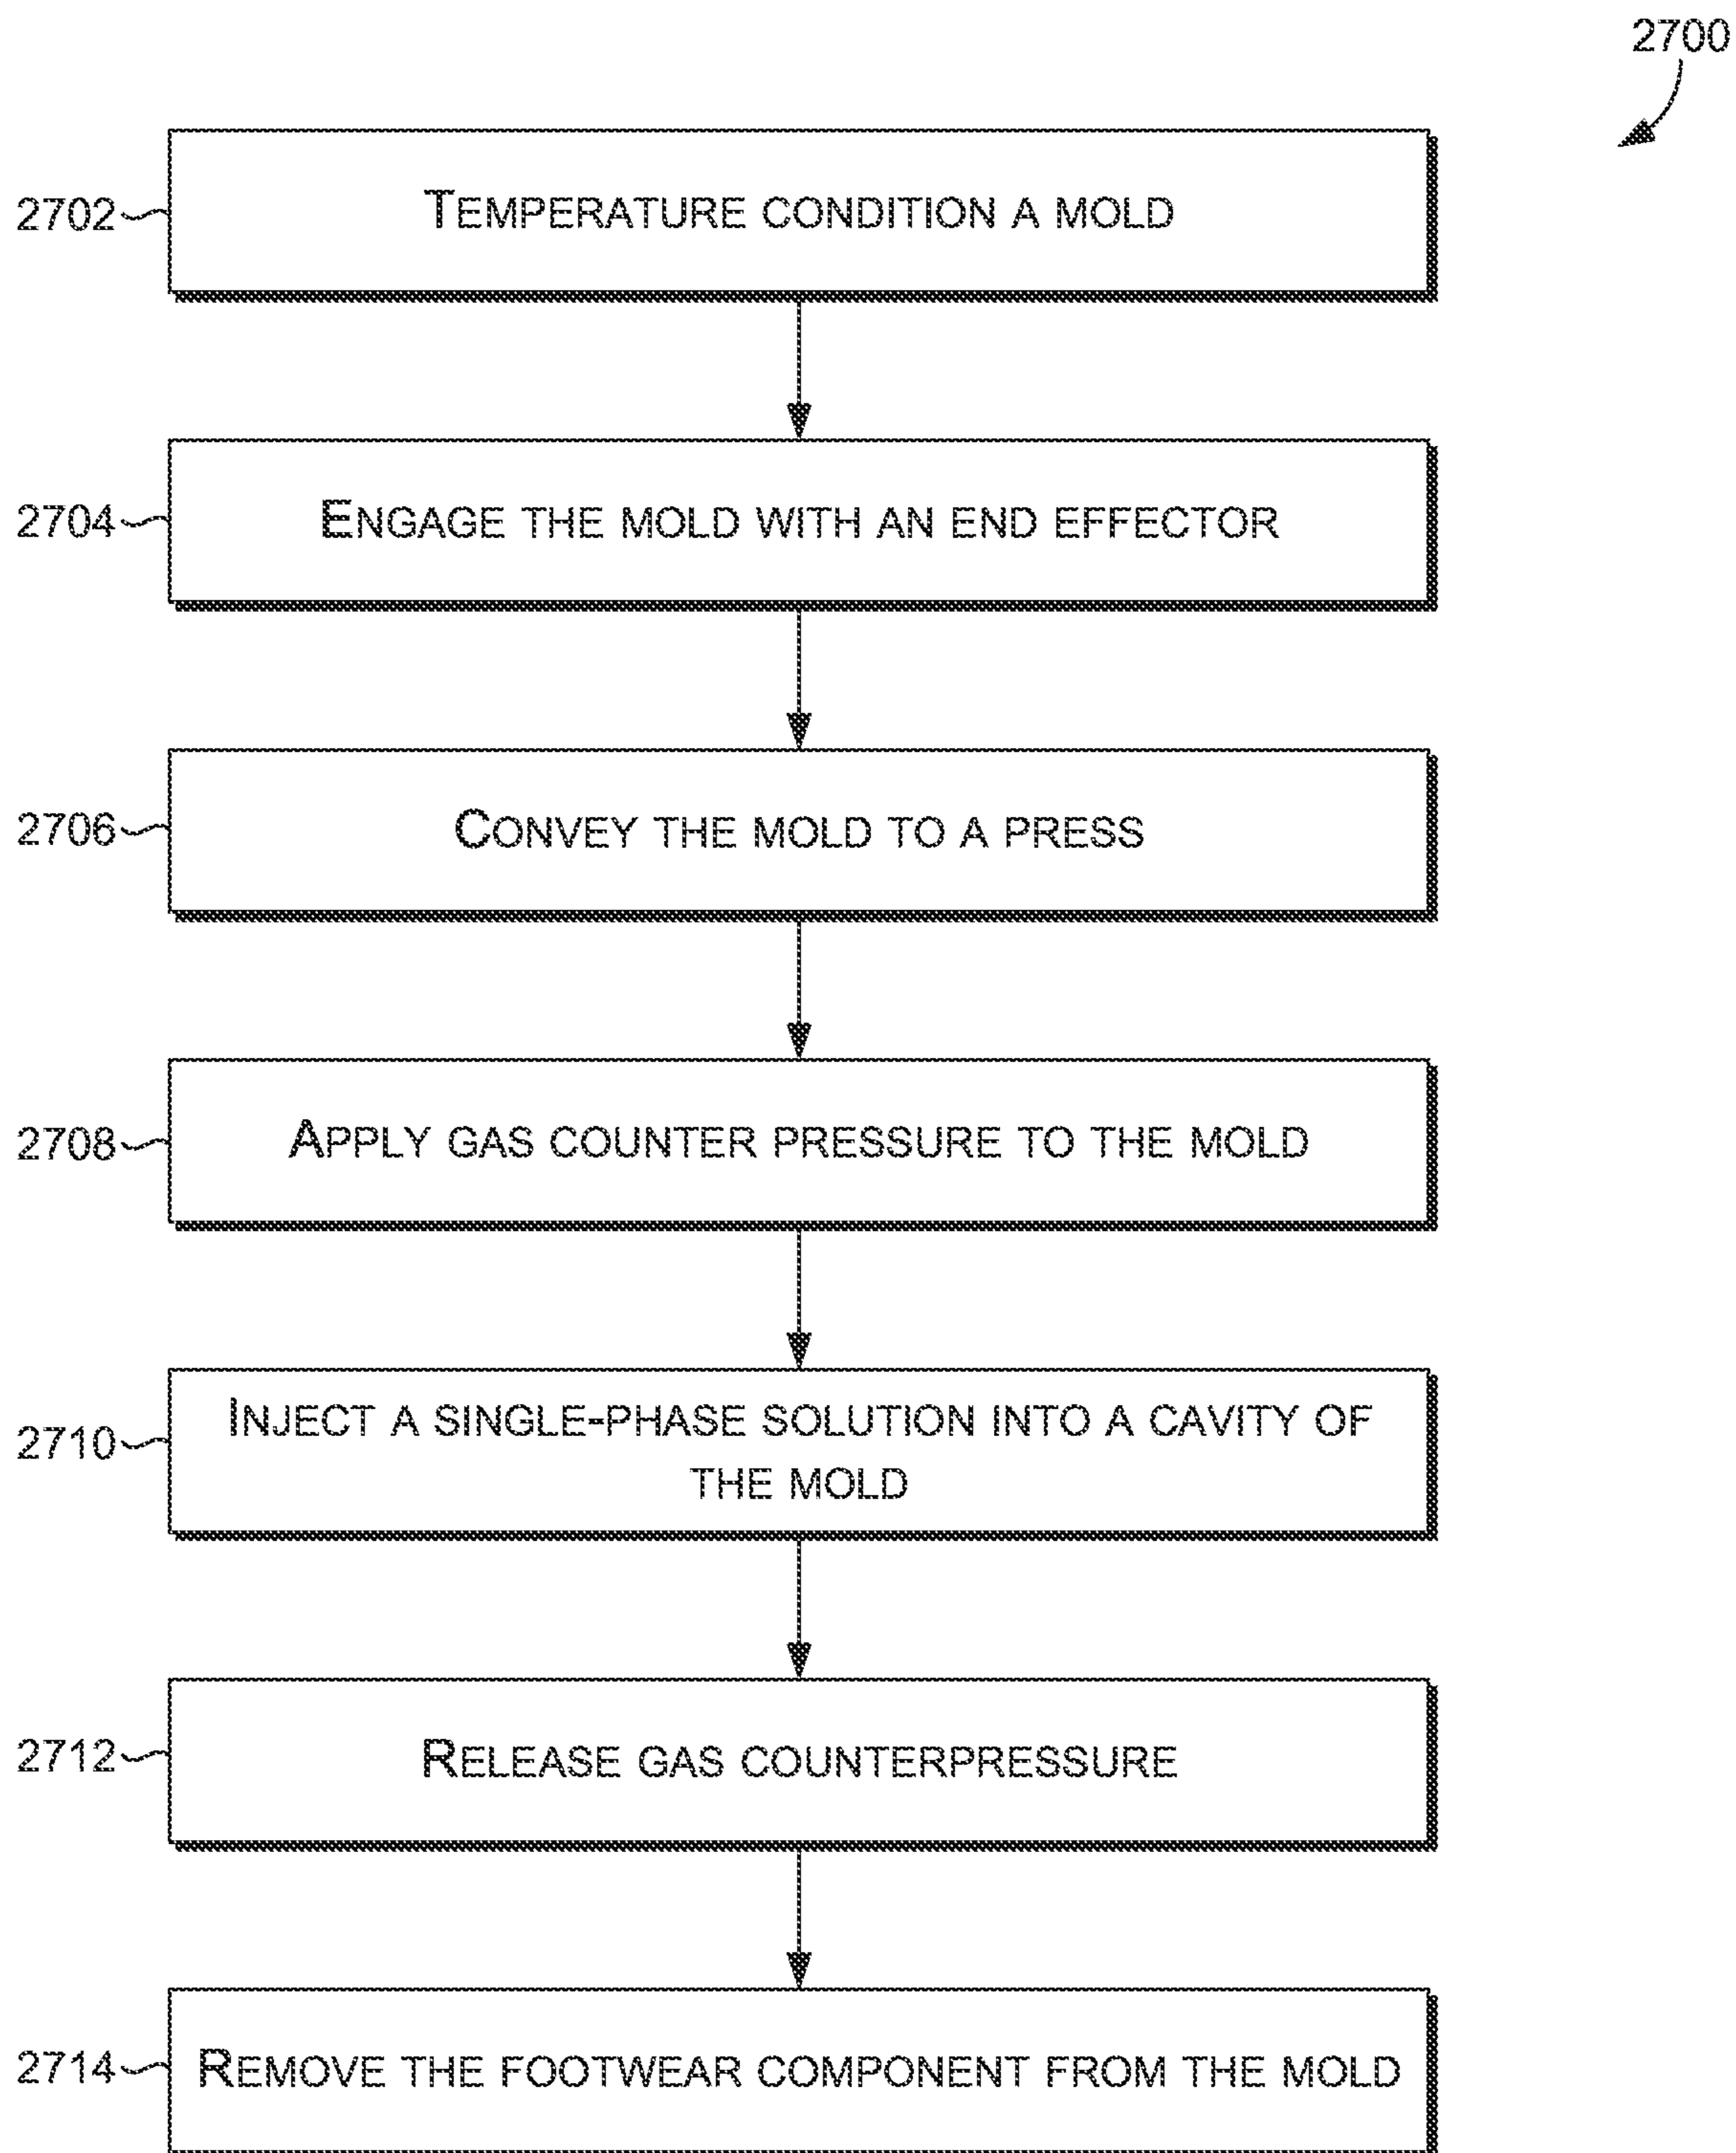 2700
2702
TEMPERATURE CONDITION A MOLD
2704
ENGAGE THE MOLD WITH AN END EFFECTOR
2706
CONVEY THE MOLD TO A PRESS
2708
APPLY GAS COUNTER PRESSURE TO THE MOLD
2710
INJECT A SINGLE-PHASE SOLUTION INTO A CAVITY OF
THE MOLD
2712
RELEASE GAS COUNTERPRESSURE
2714
REMOVE THE FOOTWEAR COMPONENT FROM THE MOLD